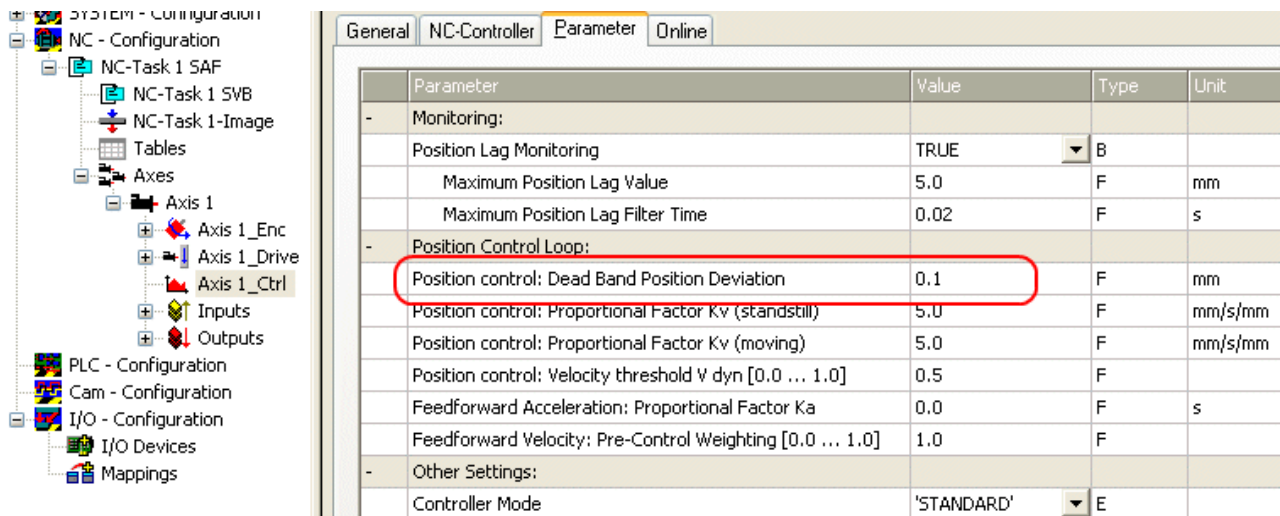 SYSTEM - Configuration
NC - Configuration
NC-Task 1 SAF
NC-Task 1 SVB
NC-Task 1-Image
Tables
Axes
Axis 1
Axis 1_Enc
Axis 1_Drive
Axis 1_Ctrl
Inputs
Outputs
PLC - Configuration
Cam - Configuration
I/O - Configuration
I/O Devices
Mappings
General NC-Controller Parameter Online
Parameter Value Type Unit
- Monitoring:
Position Lag Monitoring TRUE B
Maximum Position Lag Value 5.0 F mm
Maximum Position Lag Filter Time 0.02 F s
- Position Control Loop:
Position control: Dead Band Position Deviation 0.1 F mm
Position control: Proportional Factor Kv (standstill) 5.0 F mm/s/mm
Position control: Proportional Factor Kv (moving) 5.0 F mm/s/mm
Position control: Velocity threshold V dyn [0.0 ... 1.0] 0.5 F
Feedforward Acceleration: Proportional Factor Ka 0.0 F s
Feedforward Velocity: Pre-Control Weighting [0.0 ... 1.0] 1.0 F
- Other Settings:
Controller Mode 'STANDARD' E